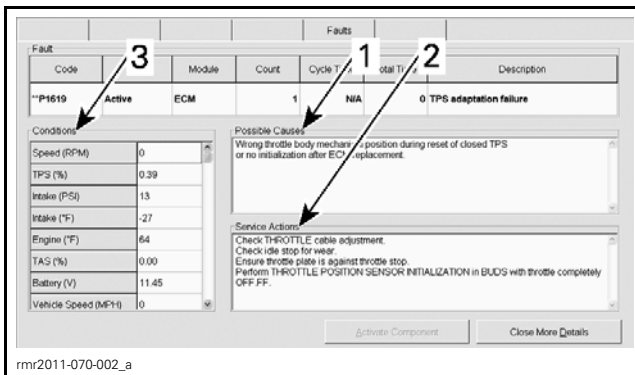 Faults
Fault
Code Module Count Description
**P1619 Active ECM 1 N/A 0 TPS adaptation failure
3
1
2
Conditions
Speed (RPM) 0
TPS (%) 0.39
Intake (PSI) 13
Intake (°F) -27
Engine (°F) 64
TAS (%) 0.00
Battery (V) 11.45
Vehicle Speed (MPH) 0
Possible Causes
Wrong throttle body mechanical position during reset of closed TPS
or no initialization after ECM replacement.
Service Actions
Check THROTTLE cable adjustment.
Check idle stop for wear.
Ensure throttle plate is against throttle stop.
Perform THROTTLE POSITION SENSOR INITIALIZATION in BUDS with throttle completely
OFF.FF.
Activate Component
Close More Details
rmr2011-070-002_a